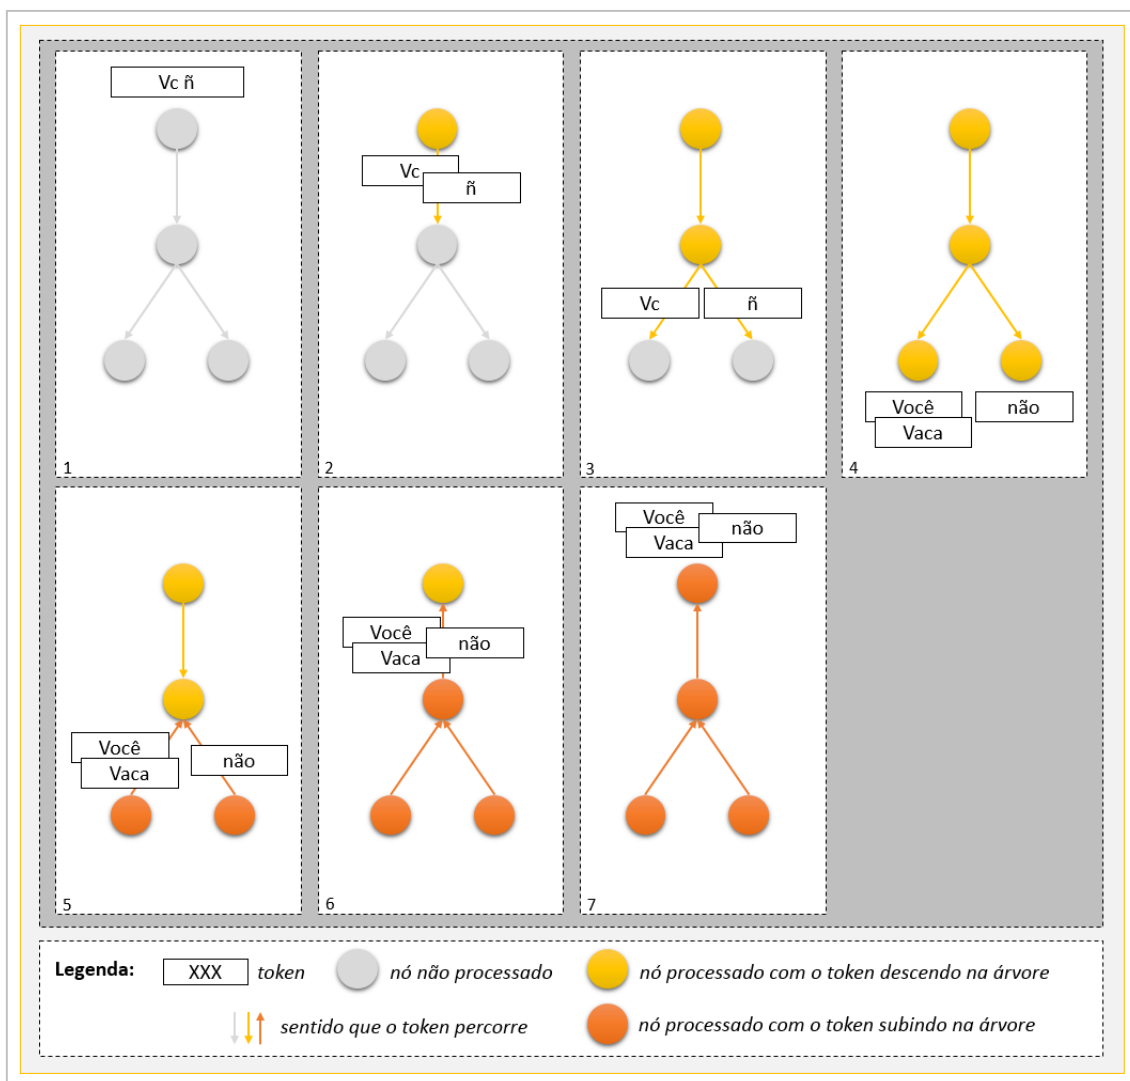 Vc ñ
1
Vc
ñ
2
Vc
ñ
3
Você
Vaca
não
4
Você
Vaca
não
5
Você
Vaca
não
6
Você
Vaca
não
7
Legenda:
XXX
token
nó não processado
nó processado com o token descendo na árvore
sentido que o token percorre
nó processado com o token subindo na árvore